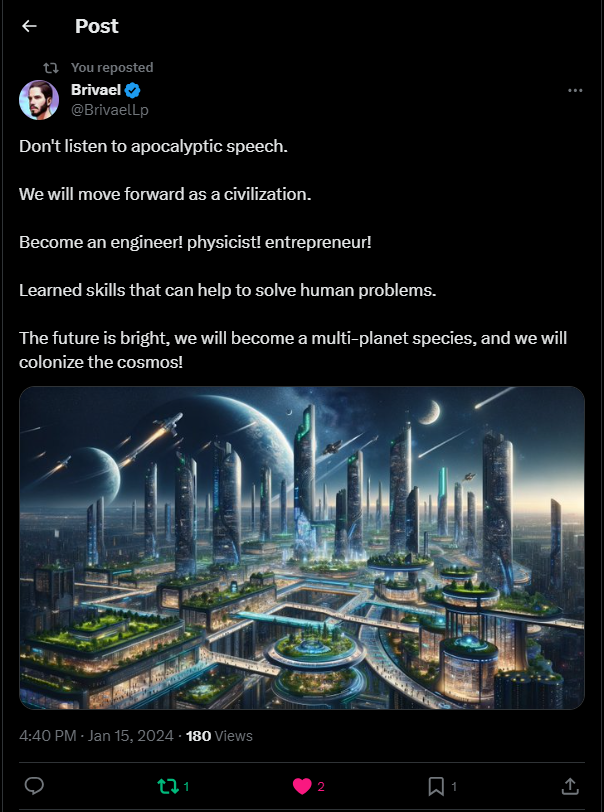 Post
You reposted
Brivael
@BrivaelLp
Don't listen to apocalyptic speech.
We will move forward as a civilization.
Become an engineer! physicist! entrepreneur!
Learned skills that can help to solve human problems.
The future is bright, we will become a multi-planet species, and we will
colonize the cosmos!
4:40 PM · Jan 15, 2024 · 180 Views
1 2 1